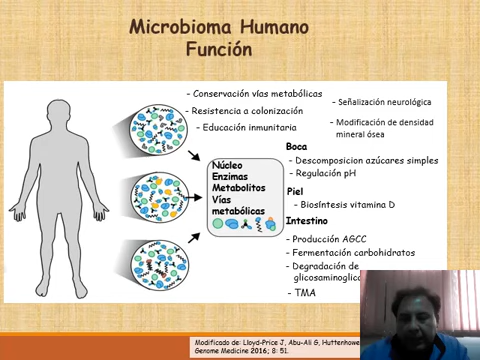 Microbioma Humano
Función
- Conservación vías metabólicas
- Resistencia a colonización
- Educación inmunitaria
- Señalización neurológica
- Modificación de densidad
mineral ósea
Núcleo
Enzimas
Metabolitos
Vías
metabólicas
Boca
- Descomposicion azúcares simples
- Regulación pH
Piel
- Biosíntesis vitamina D
Intestino
- Producción AGCC
- Fermentación carbohidratos
- Degradación de
- TMA
Modificado de: Lloyd-Price J, Abu-Ali G, Huttenhowe
Genome Medicine 2016; 8: 51.